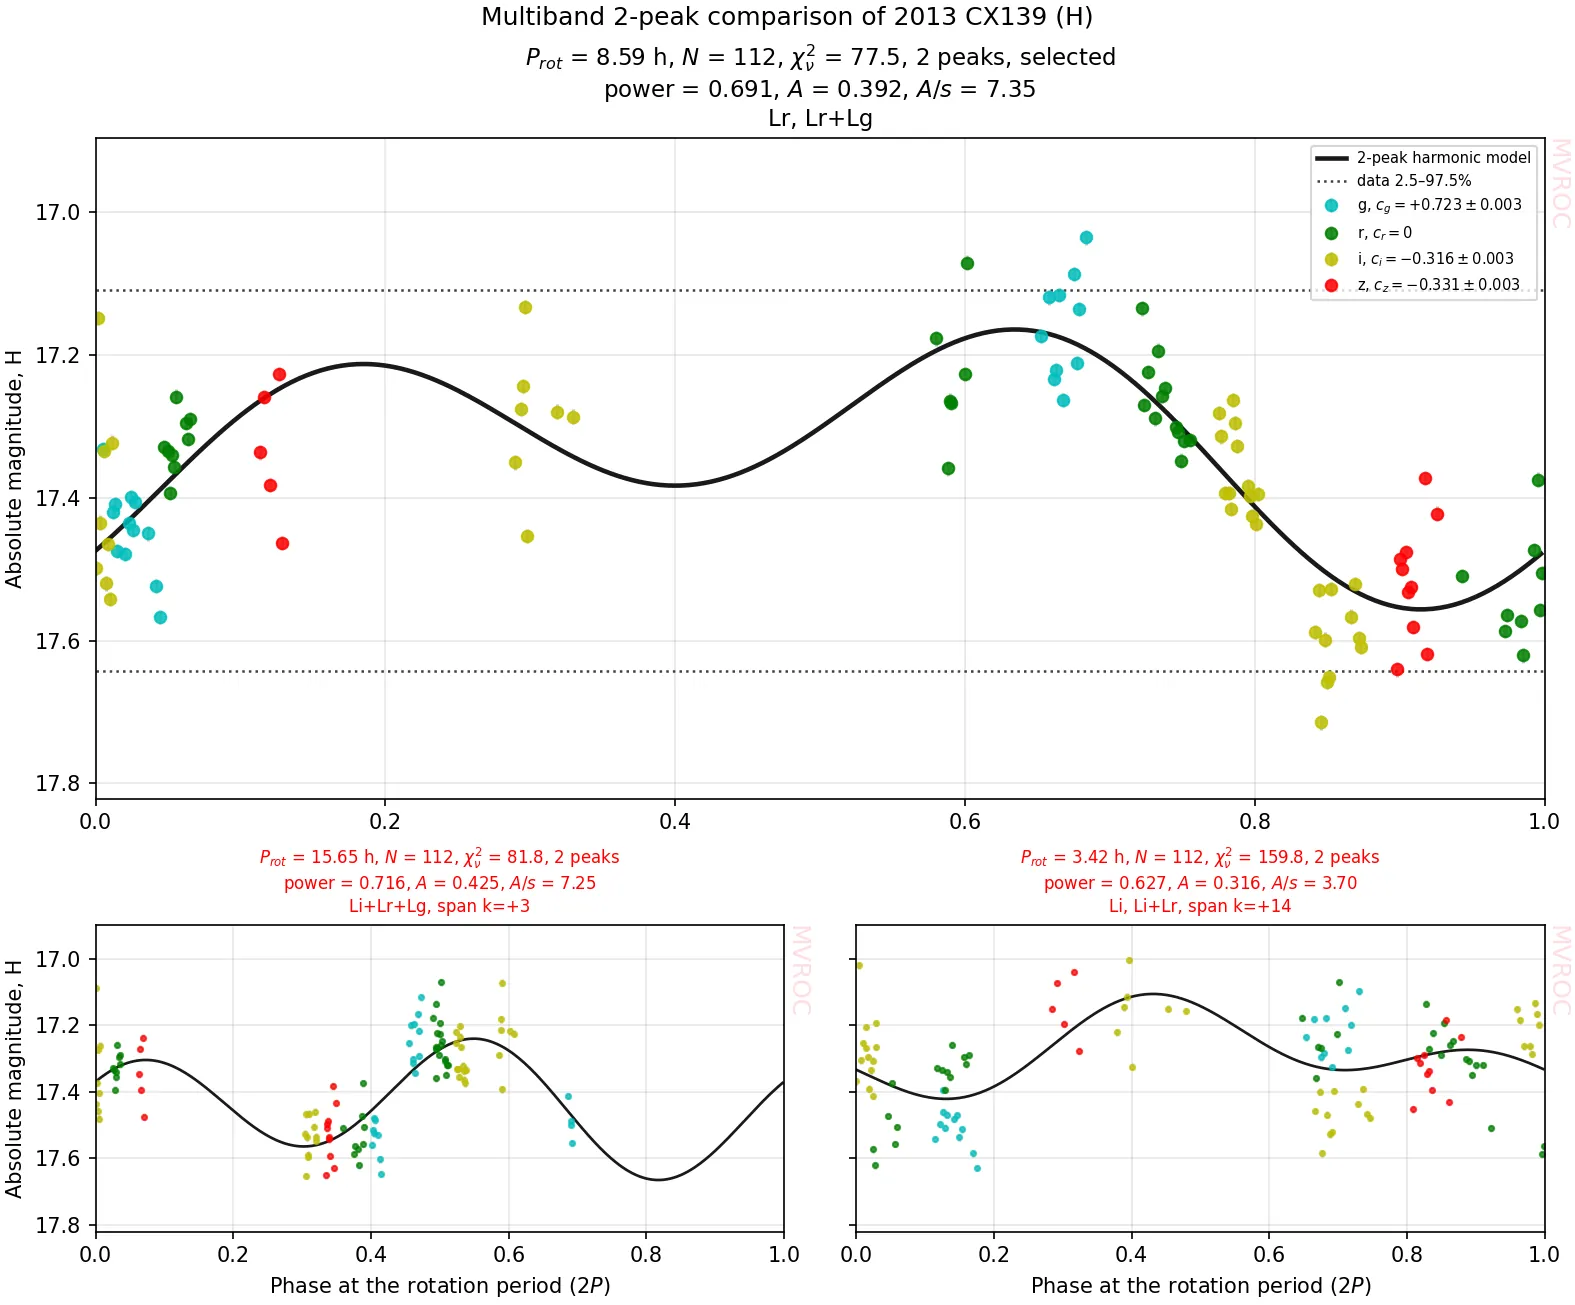 Multiband 2-peak comparison of 2013 CX139 (H)
P_rot = 8.59 h, N = 112, χ²_ν = 77.5, 2 peaks, selected
power = 0.691, A = 0.392, A/s = 7.35
Lr, Lr+Lg
MVROC
2-peak harmonic model
data 2.5–97.5%
g, c_g = +0.723 ± 0.003
r, c_r = 0
i, c_i = −0.316 ± 0.003
z, c_z = −0.331 ± 0.003
Absolute magnitude, H
17.0
17.2
17.4
17.6
17.8
0.0 0.2 0.4 0.6 0.8 1.0
P_rot = 15.65 h, N = 112, χ²_ν = 81.8, 2 peaks
power = 0.716, A = 0.425, A/s = 7.25
Li+Lr+Lg, span k=+3
MVROC
Absolute magnitude, H
17.0
17.2
17.4
17.6
17.8
0.0 0.2 0.4 0.6 0.8 1.0
Phase at the rotation period (2P)
P_rot = 3.42 h, N = 112, χ²_ν = 159.8, 2 peaks
power = 0.627, A = 0.316, A/s = 3.70
Li, Li+Lr, span k=+14
MVROC
0.0 0.2 0.4 0.6 0.8 1.0
Phase at the rotation period (2P)